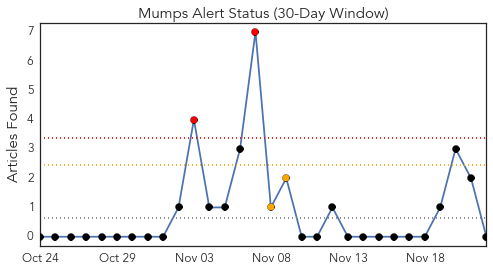 Mumps Alert Status (30-Day Window)
Articles Found
7
6
5
4
3
2
1
0
Oct 24 Oct 29 Nov 03 Nov 08 Nov 13 Nov 18